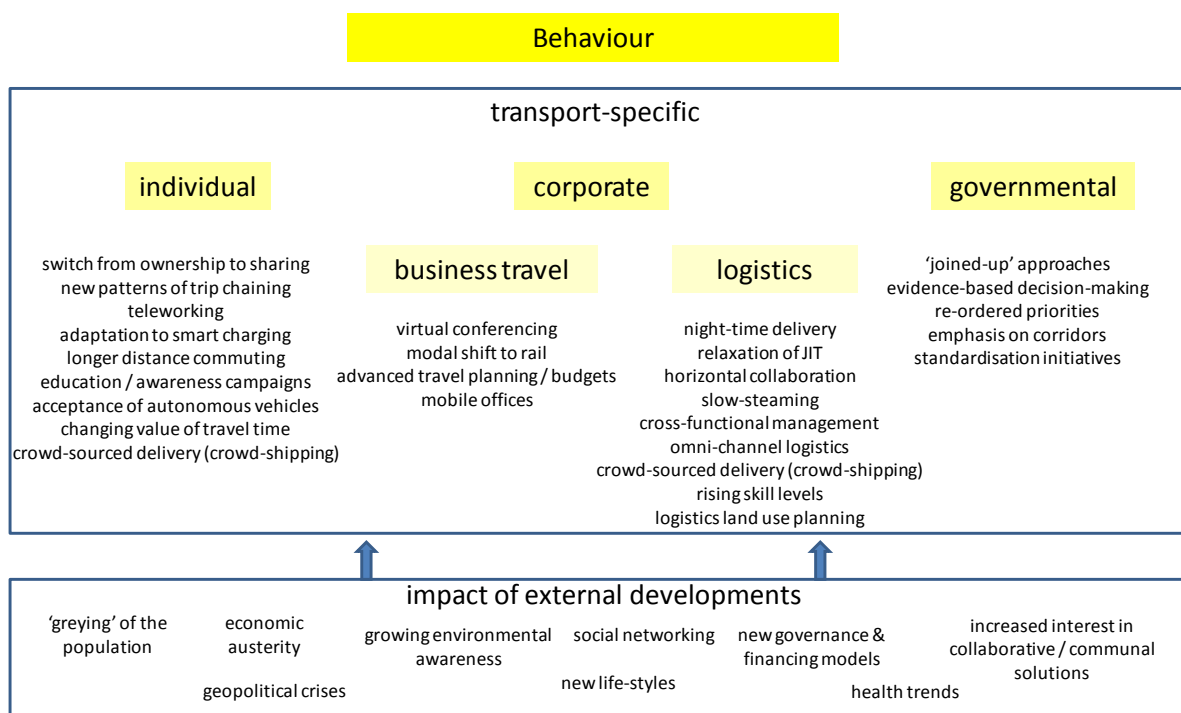 Behaviour
transport-specific
individual
corporate
governmental
switch from ownership to sharing
new patterns of trip chaining
teleworking
adaptation to smart charging
longer distance commuting
education / awareness campaigns
acceptance of autonomous vehicles
changing value of travel time
crowd-sourced delivery (crowd-shipping)
business travel
virtual conferencing
modal shift to rail
advanced travel planning / budgets
mobile offices
logistics
night-time delivery
relaxation of JIT
horizontal collaboration
slow-steaming
cross-functional management
omni-channel logistics
crowd-sourced delivery (crowd-shipping)
rising skill levels
logistics land use planning
‘joined-up’ approaches
evidence-based decision-making
re-ordered priorities
emphasis on corridors
standardisation initiatives
impact of external developments
‘greying’ of the
population
economic
austerity
geopolitical crises
growing environmental
awareness
social networking
new life-styles
new governance &
financing models
health trends
increased interest in
collaborative / communal
solutions